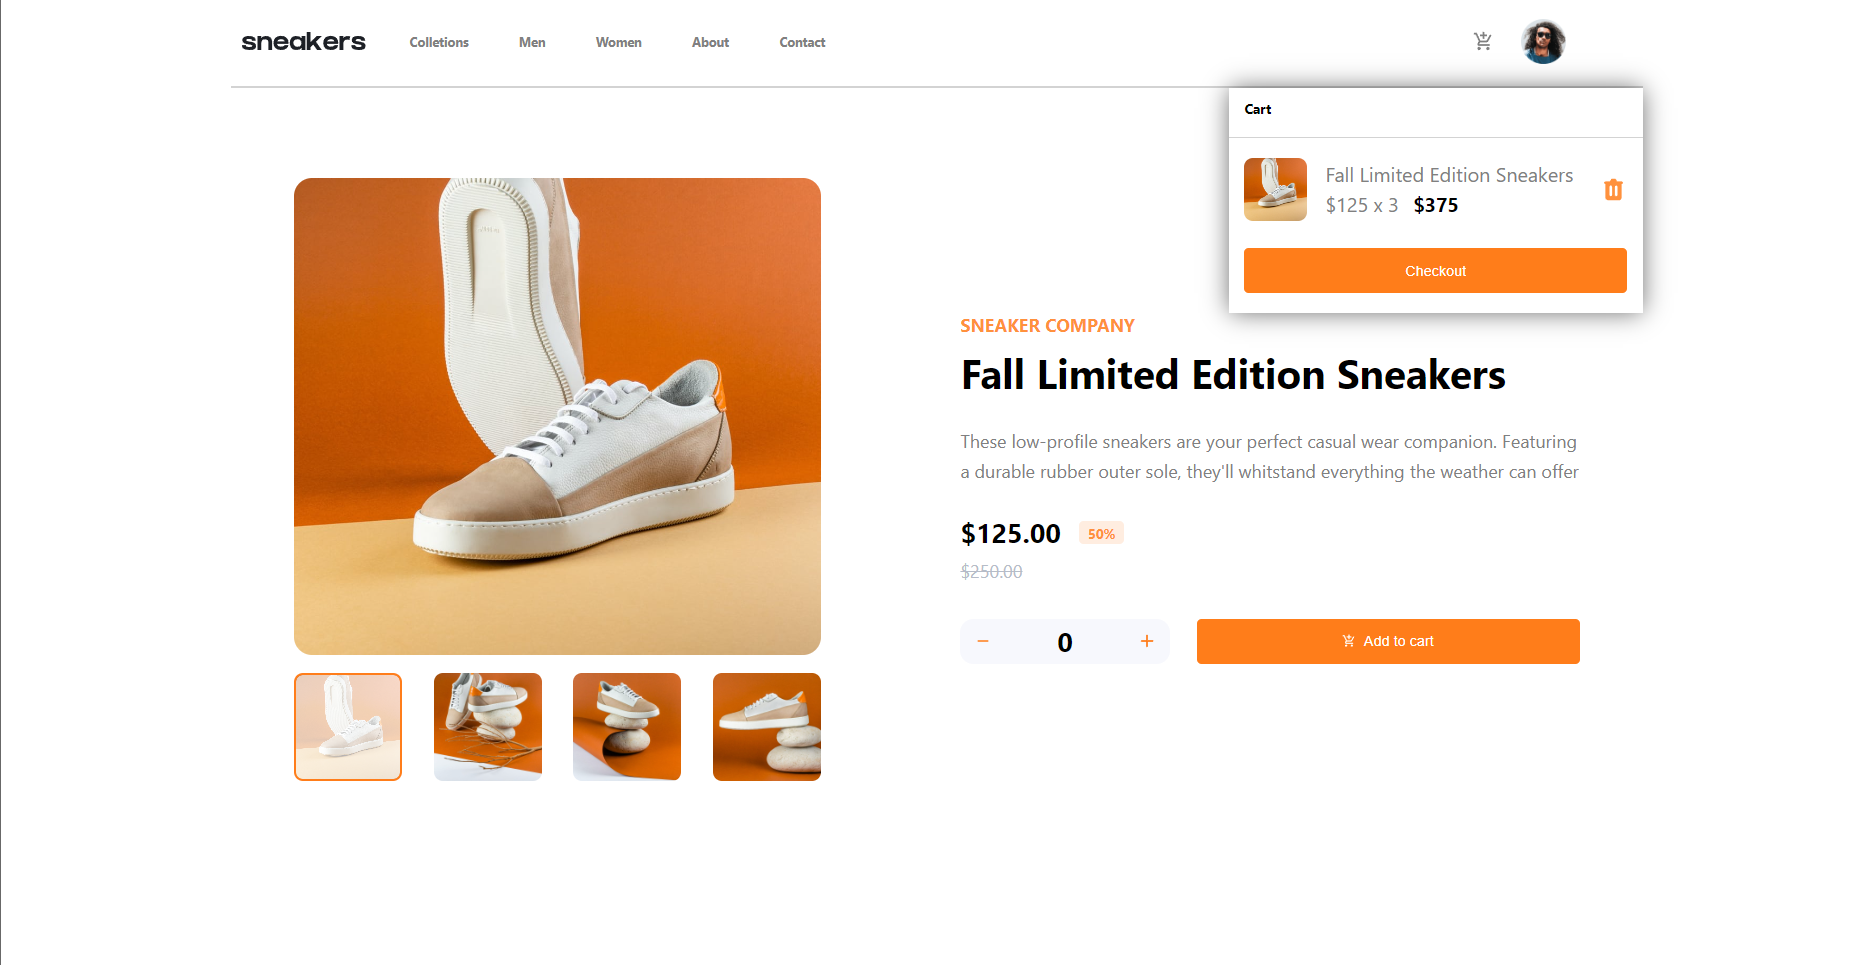 sneakers
Colletions
Men
Women
About
Contact
Cart
Fall Limited Edition Sneakers
$125 x 3 $375
Checkout
SNEAKER COMPANY
Fall Limited Edition Sneakers
These low-profile sneakers are your perfect casual wear companion. Featuring
a durable rubber outer sole, they'll whitstand everything the weather can offer
$125.00 50%
$250.00
− 0 +
Add to cart